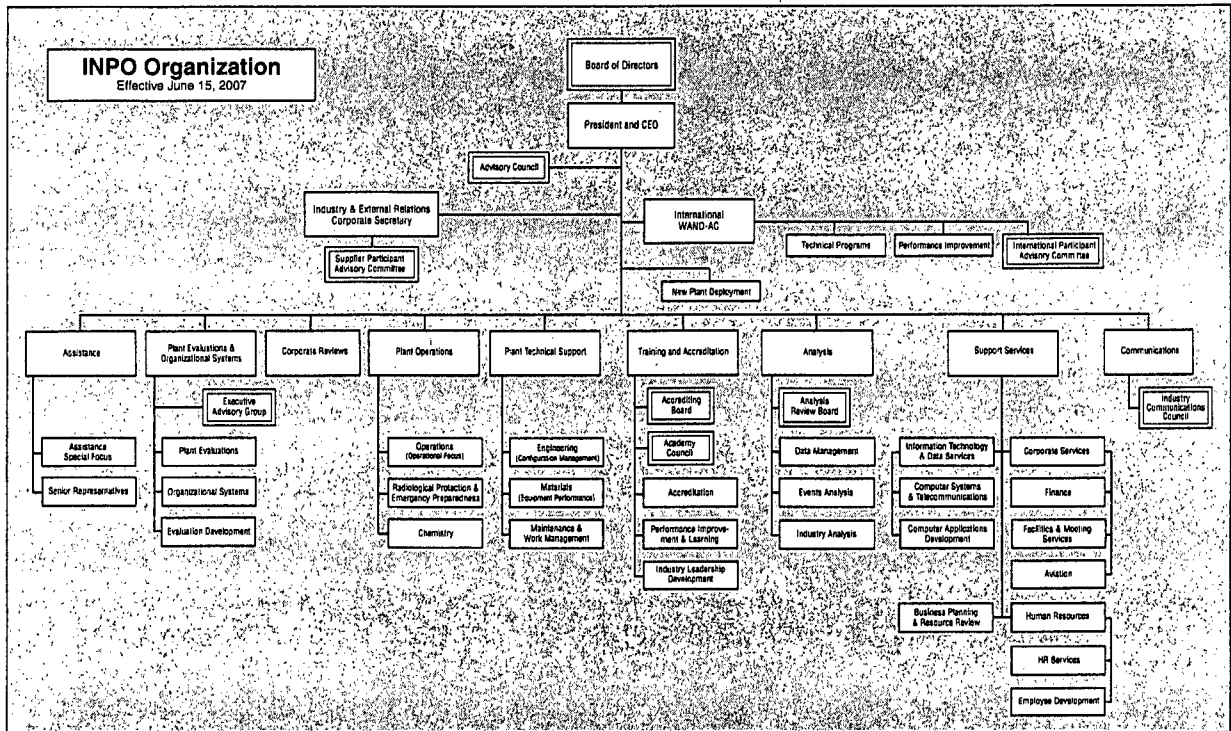 INPO Organization
Effective June 15, 2007
Board of Directors
President and CEO
Advisory Council
Industry & External Relations
Corporate Secretary
Supplier Participant
Advisory Committee
International
WANO-AC
Technical Programs
Performance Improvement
International Participant
Advisory Committee
New Plant Deployment
Assistance
Plant Evaluations &
Organizational Systems
Corporate Reviews
Plant Operations
Plant Technical Support
Training and Accreditation
Analysis
Support Services
Communications
Assistance
Special Focus
Senior Representatives
Executive
Advisory Group
Plant Evaluations
Organizational Systems
Evaluation Development
Operations
(Operational Focus)
Radiological Protection &
Emergency Preparedness
Chemistry
Engineering
(Configuration Management)
Materials
(Equipment Performance)
Maintenance &
Work Management
Accrediting
Board
Academy
Council
Accreditation
Performance Improve-
ment & Learning
Industry Leadership
Development
Analysis
Review Board
Data Management
Events Analysis
Industry Analysis
Information Technology
& Data Services
Computer Systems
& Telecommunications
Computer Applications
Development
Business Planning
& Resource Review
Corporate Services
Finance
Facilities & Meeting
Services
Aviation
Human Resources
HR Services
Employee Development
Industry
Communications
Council